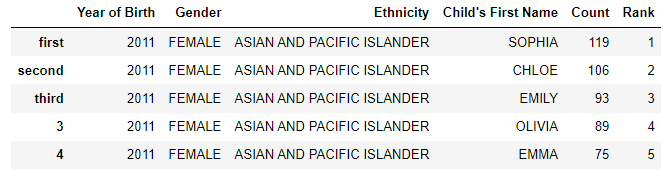 Year of Birth Gender Ethnicity Child's First Name Count Rank
first 2011 FEMALE ASIAN AND PACIFIC ISLANDER SOPHIA 119 1
second 2011 FEMALE ASIAN AND PACIFIC ISLANDER CHLOE 106 2
third 2011 FEMALE ASIAN AND PACIFIC ISLANDER EMILY 93 3
3 2011 FEMALE ASIAN AND PACIFIC ISLANDER OLIVIA 89 4
4 2011 FEMALE ASIAN AND PACIFIC ISLANDER EMMA 75 5